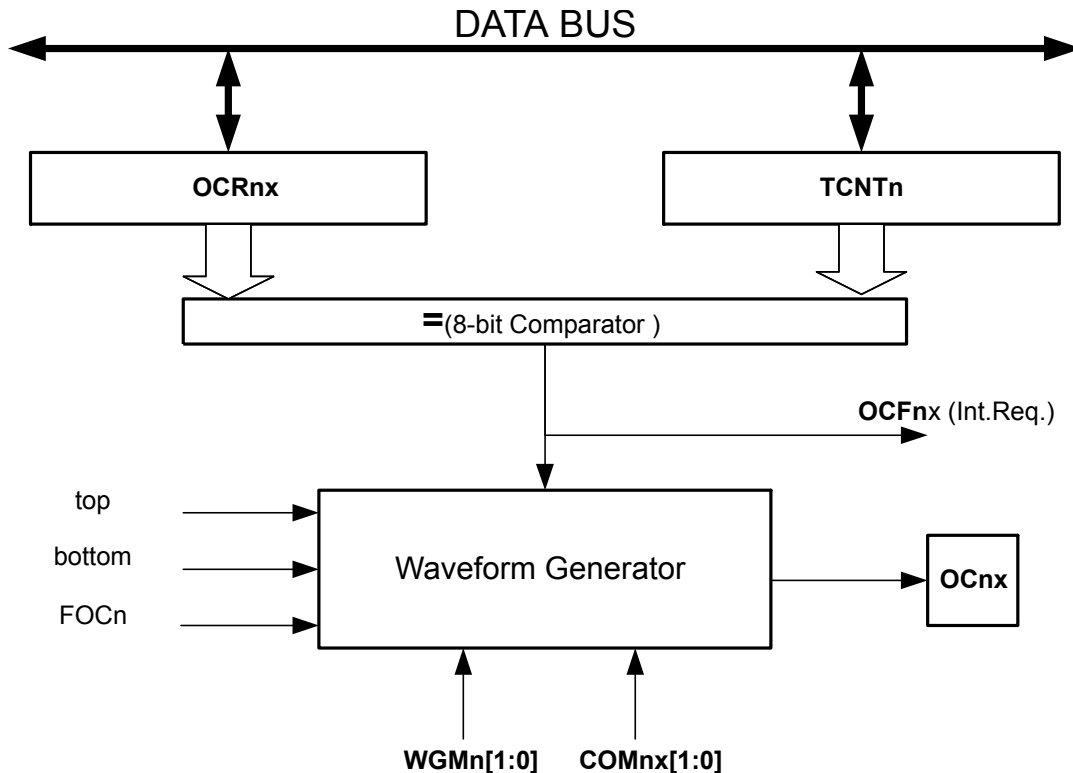 DATA BUS
OCRnx
TCNTn
=(8-bit Comparator )
OCFnx (Int.Req.)
top
bottom
FOCn
Waveform Generator
OCnx
WGMn[1:0]
COMnx[1:0]